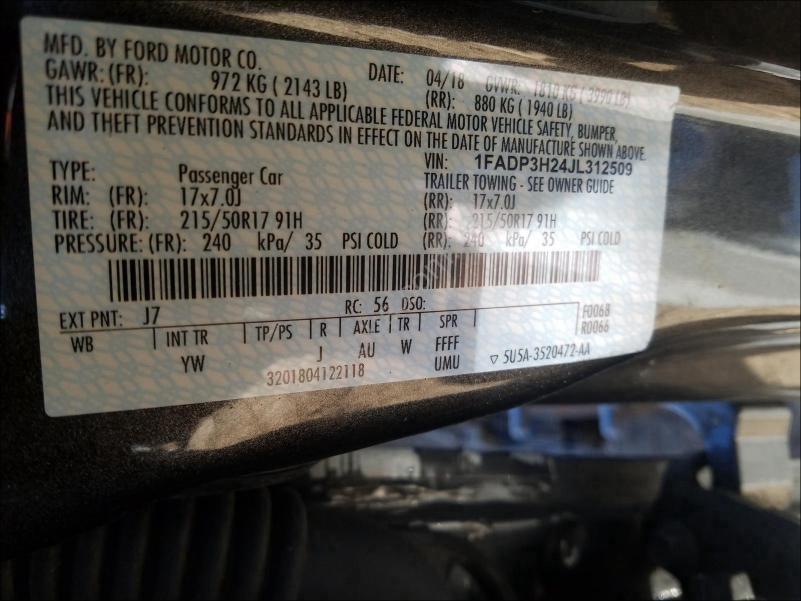 MFD. BY FORD MOTOR CO.
DATE: 04/18 GVWR: 1810 KG ( 3990 LB)
GAWR: (FR): 972 KG ( 2143 LB) (RR): 880 KG ( 1940 LB)
THIS VEHICLE CONFORMS TO ALL APPLICABLE FEDERAL MOTOR VEHICLE SAFETY, BUMPER,
AND THEFT PREVENTION STANDARDS IN EFFECT ON THE DATE OF MANUFACTURE SHOWN ABOVE.
VIN: 1FADP3H24JL312509
TYPE: Passenger Car TRAILER TOWING - SEE OWNER GUIDE
RIM: (FR): 17x7.0J (RR): 17x7.0J
TIRE: (FR): 215/50R17 91H (RR): 215/50R17 91H
PRESSURE: (FR): 240 kPa/ 35 PSI COLD (RR): 240 kPa/ 35 PSI COLD
EXT PNT: J7 RC: 56 DSO: F0068
R0066
WB INT TR TP/PS R AXLE TR SPR
YW J AU W FFFF
UMU
3201804122118 ▽ 5U5A-3520472-AA